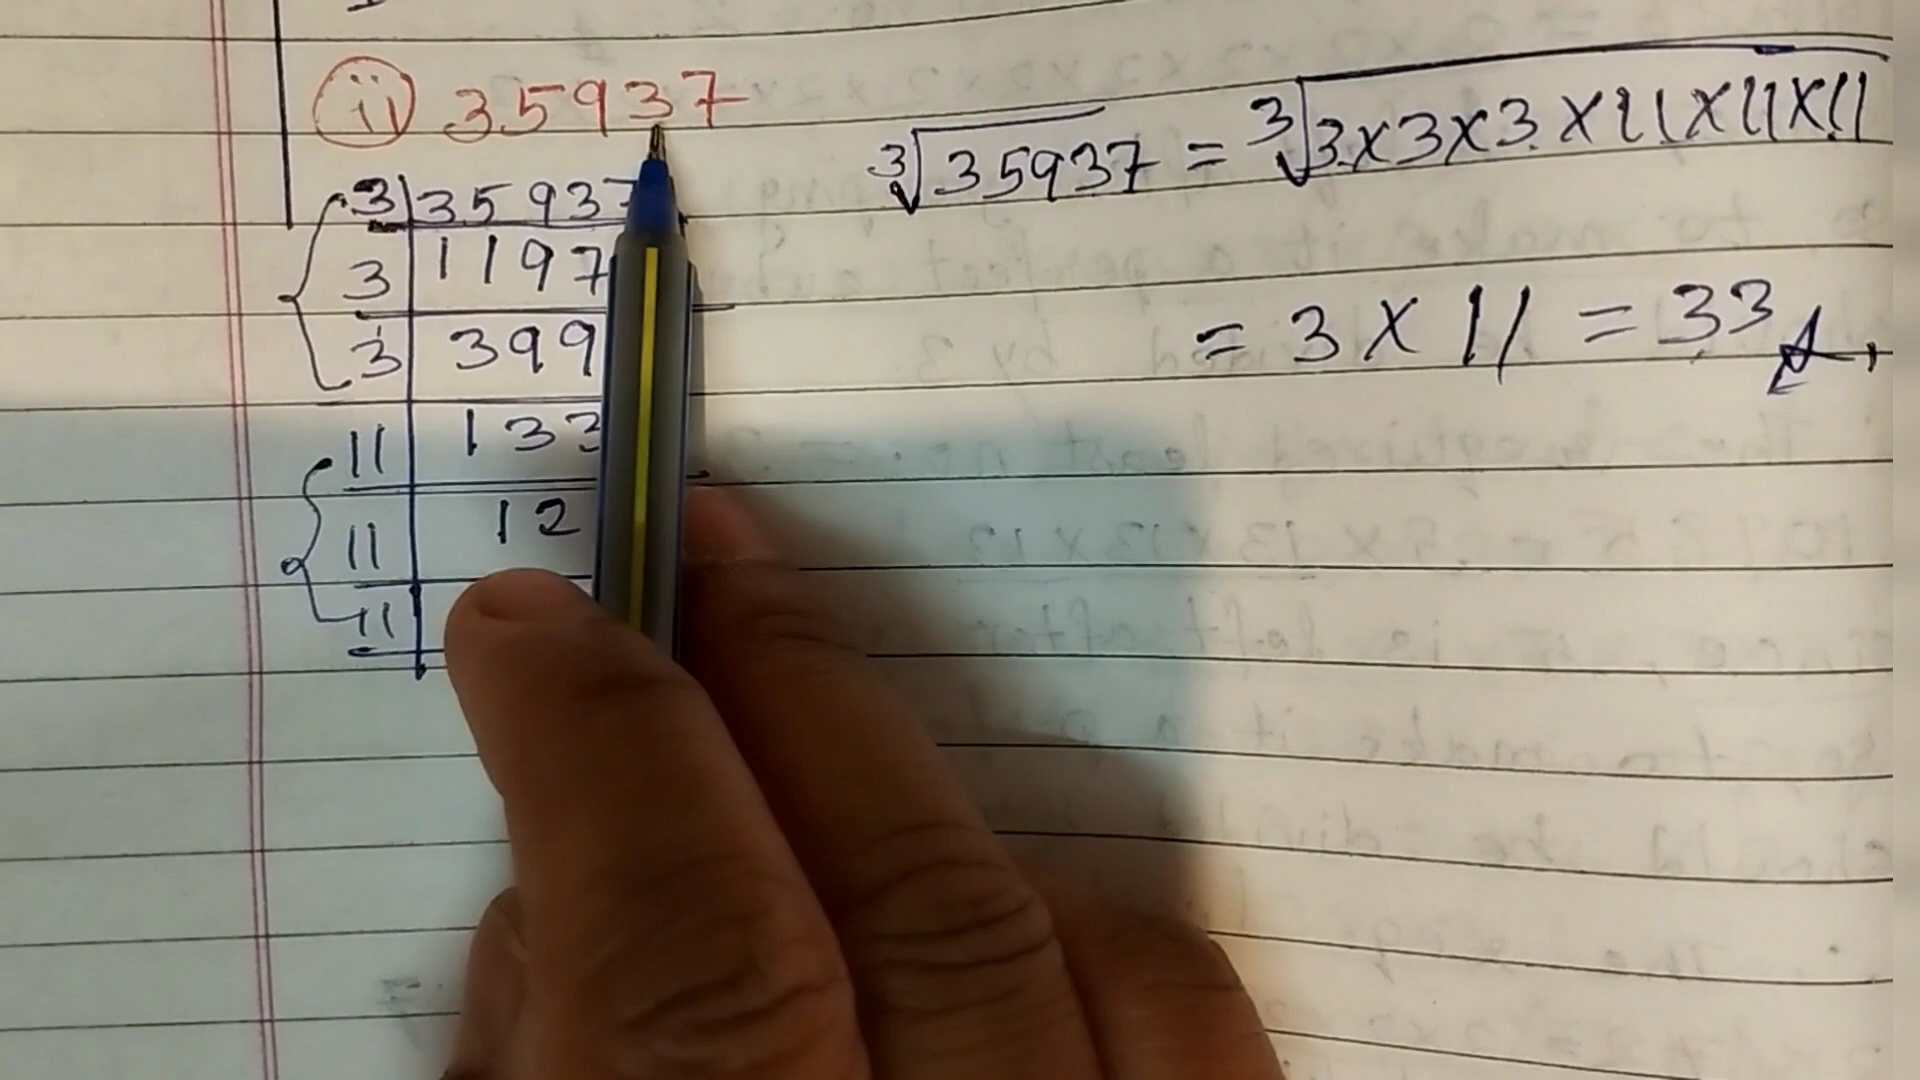 ii 35937
3 35937
3 1197
3 399
11 133
11 12
11
∛35937 = ∛3×3×3×11×11×11
= 3 × 11 = 33